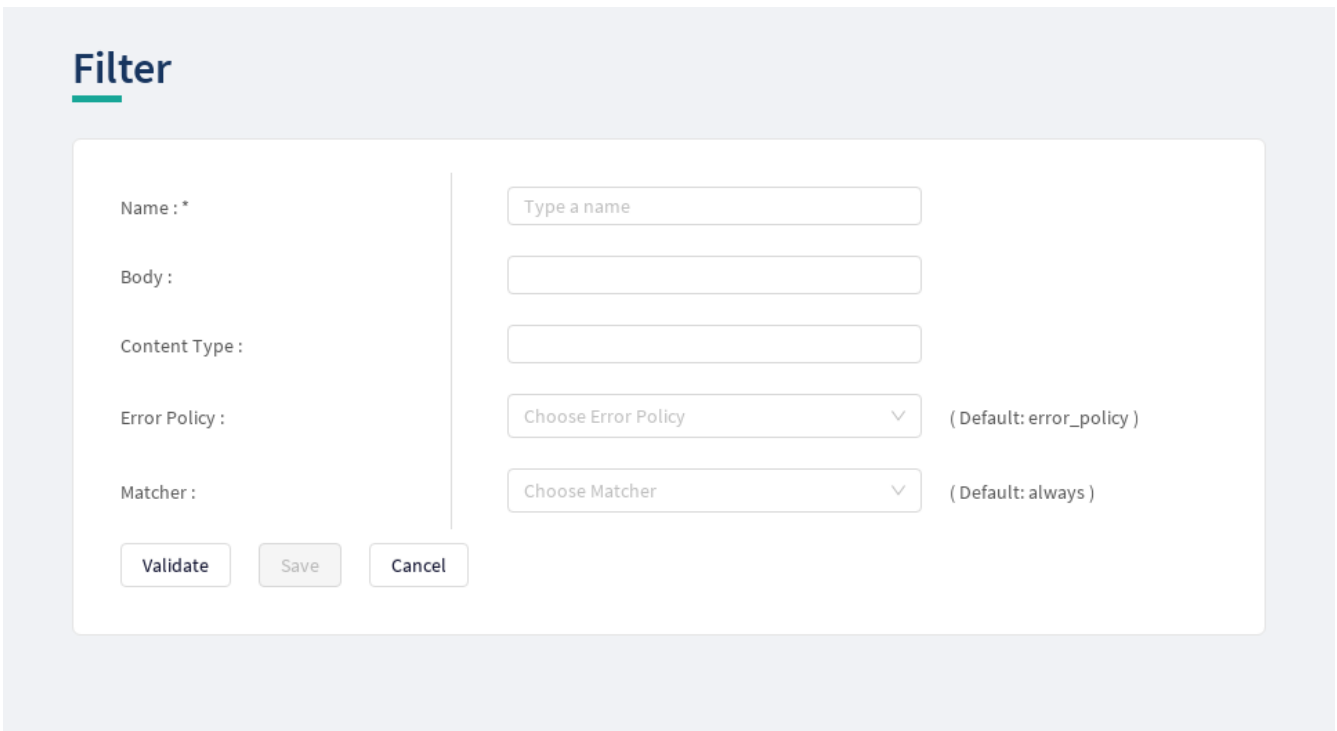 Filter
Name : * Type a name
Body :
Content Type :
Error Policy : Choose Error Policy ( Default: error_policy )
Matcher : Choose Matcher ( Default: always )
Validate Save Cancel